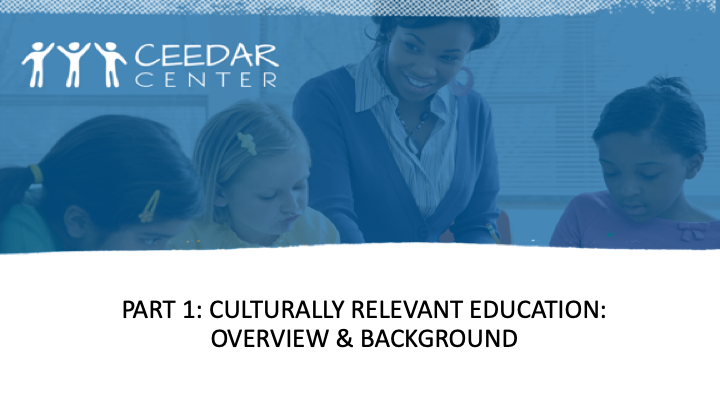 CEEDAR
CENTER
PART 1: CULTURALLY RELEVANT EDUCATION:
OVERVIEW & BACKGROUND